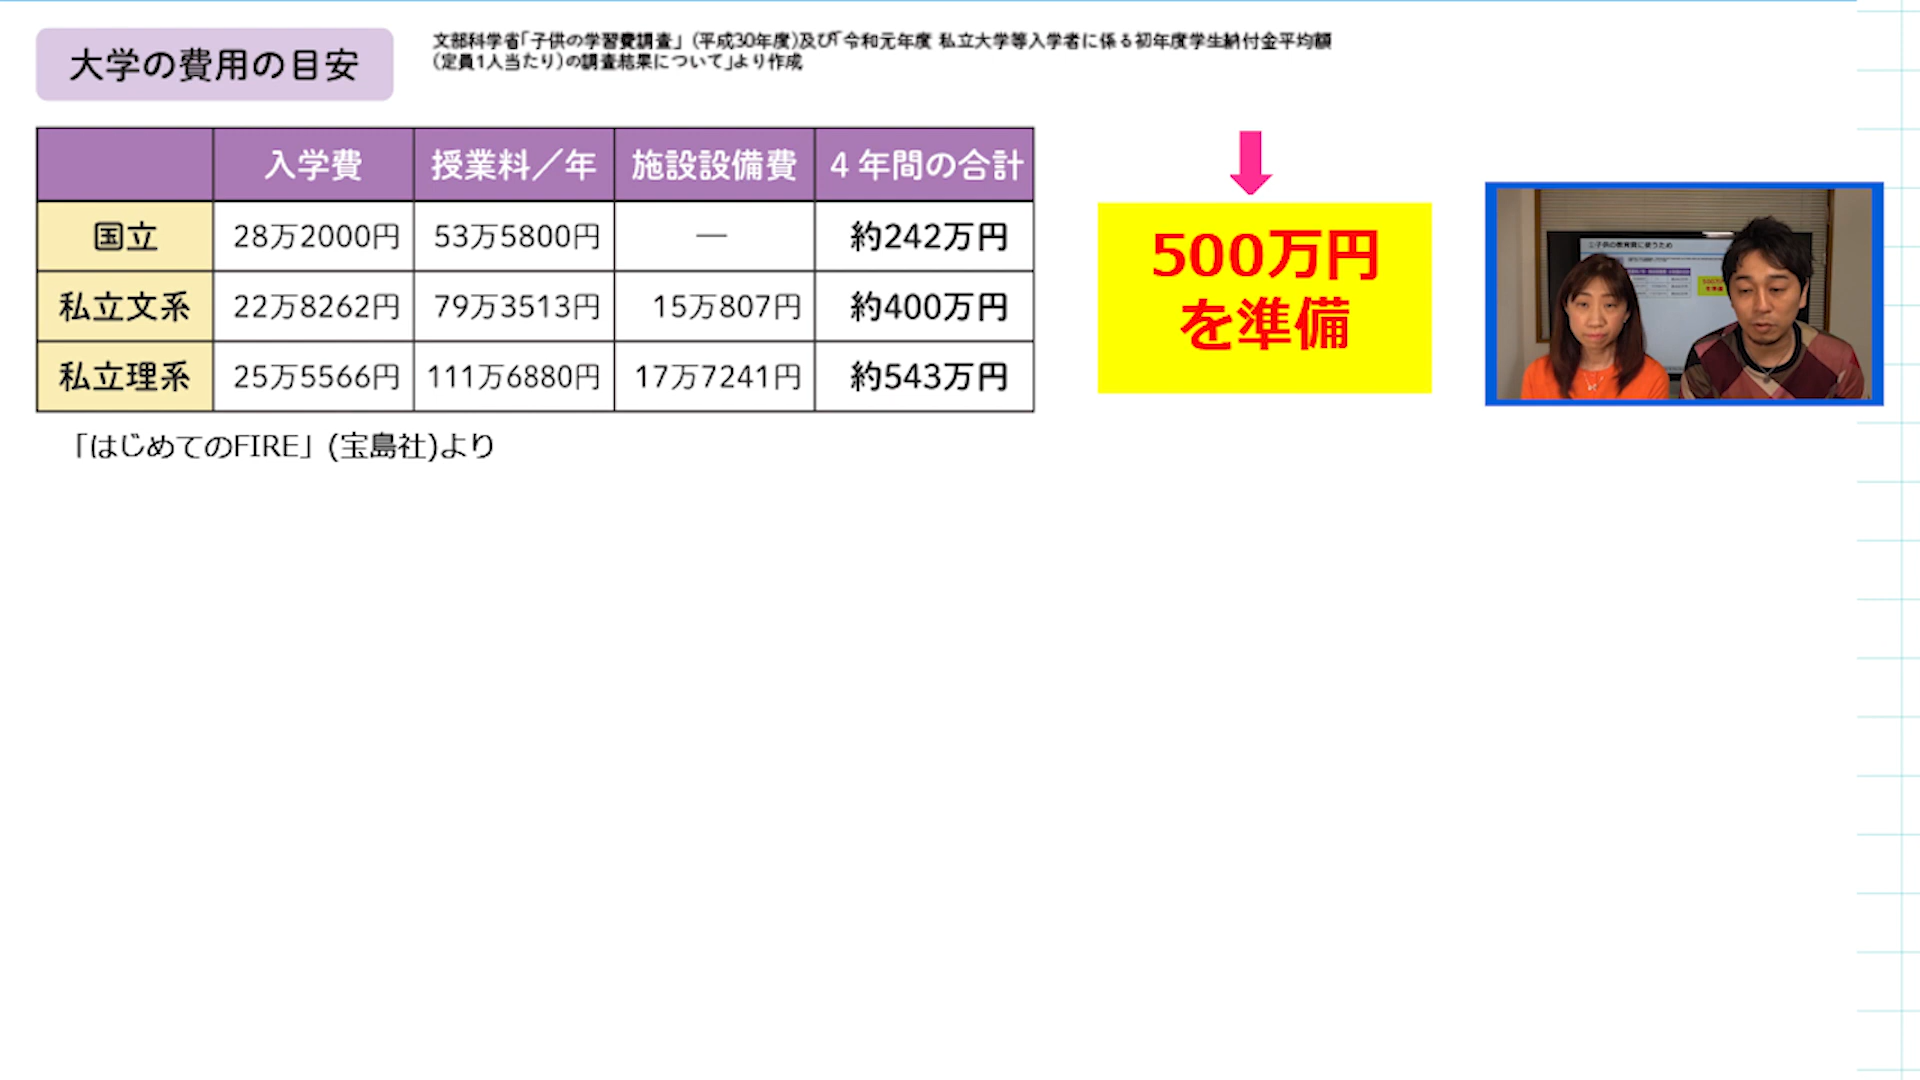 大学の費用の目安
文部科学省「子供の学習費調査」(平成30年度)及び「令和元年度 私立大学等入学者に係る初年度学生納付金平均額
(定員1人当たり)の調査結果について」より作成
入学費 授業料／年 施設設備費 4年間の合計
国立 28万2000円 53万5800円 — 約242万円
私立文系 22万8262円 79万3513円 15万807円 約400万円
私立理系 25万5566円 111万6880円 17万7241円 約543万円
「はじめてのFIRE」(宝島社)より
500万円
を準備